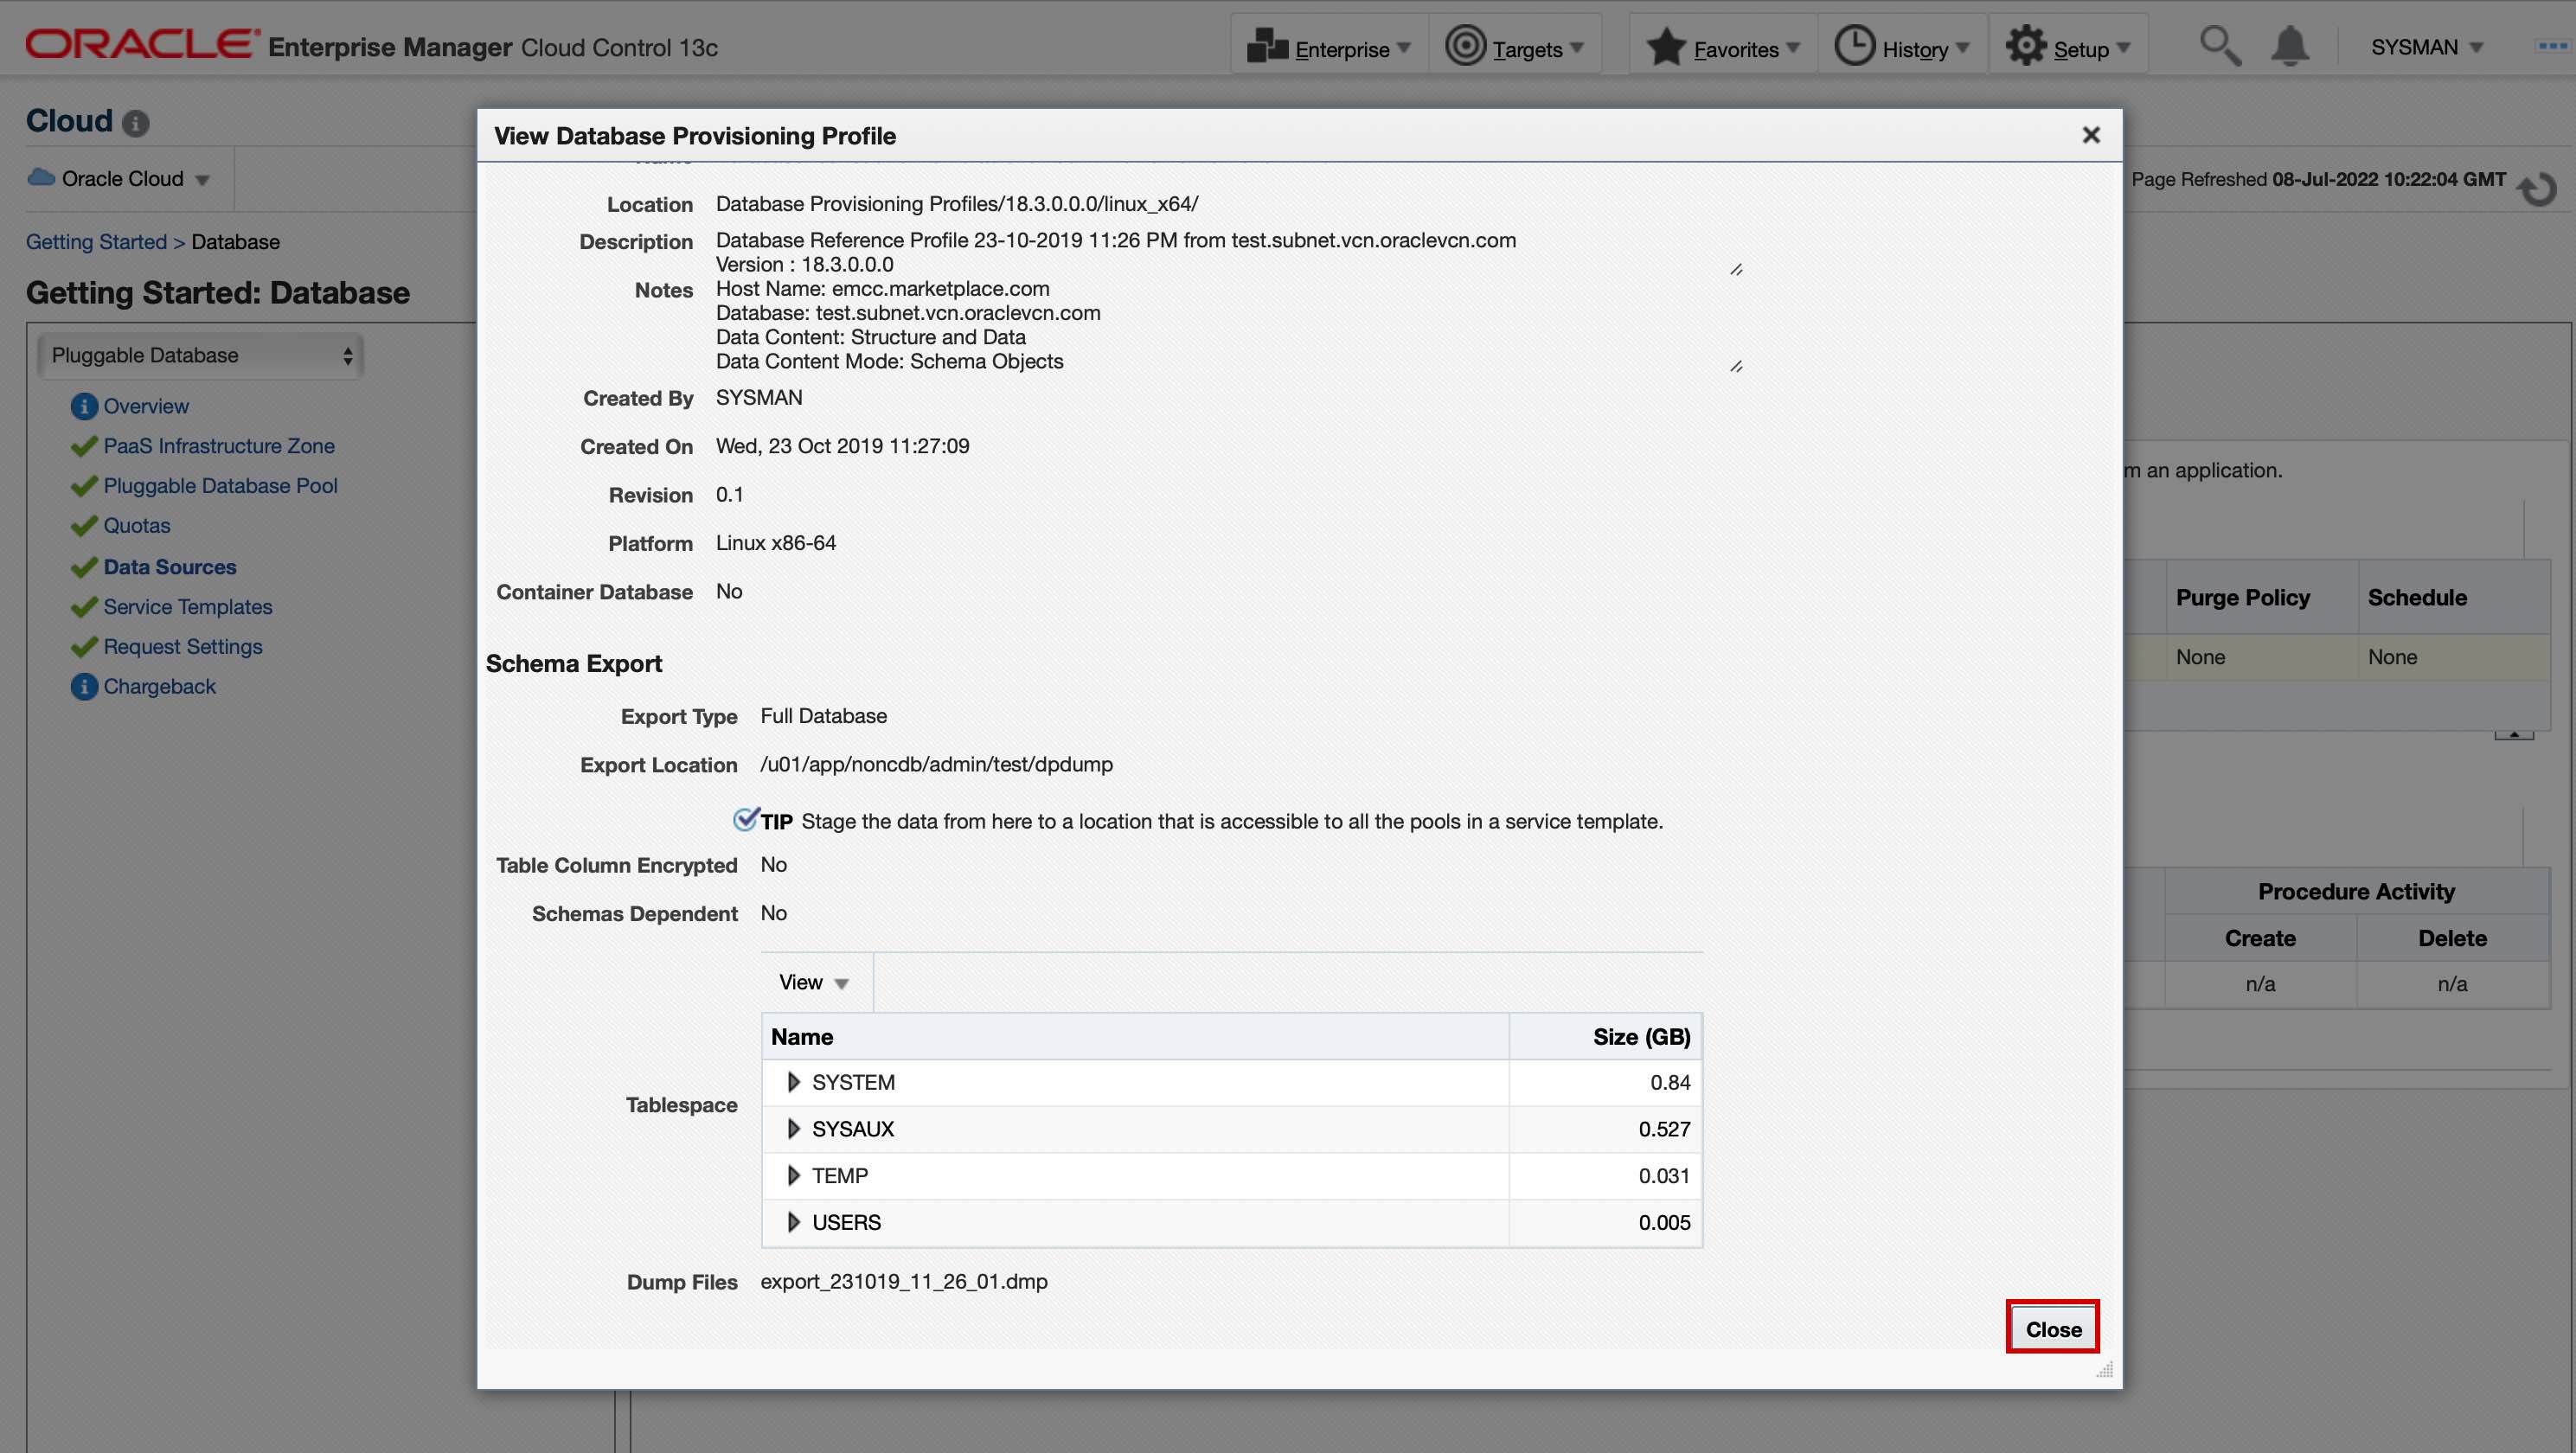 ORACLE Enterprise Manager Cloud Control 13c
Enterprise
Targets
Favorites
History
Setup
SYSMAN
Cloud
Oracle Cloud
Page Refreshed 08-Jul-2022 10:22:04 GMT
Getting Started > Database
Getting Started: Database
Pluggable Database
Overview
PaaS Infrastructure Zone
Pluggable Database Pool
Quotas
Data Sources
Service Templates
Request Settings
Chargeback
View Database Provisioning Profile
Location Database Provisioning Profiles/18.3.0.0.0/linux_x64/
Description Database Reference Profile 23-10-2019 11:26 PM from test.subnet.vcn.oraclevcn.com
Version : 18.3.0.0.0
Notes Host Name: emcc.marketplace.com
Database: test.subnet.vcn.oraclevcn.com
Data Content: Structure and Data
Data Content Mode: Schema Objects
Created By SYSMAN
Created On Wed, 23 Oct 2019 11:27:09
Revision 0.1
Platform Linux x86-64
Container Database No
Schema Export
Export Type Full Database
Export Location /u01/app/noncdb/admin/test/dpdump
TIP Stage the data from here to a location that is accessible to all the pools in a service template.
Table Column Encrypted No
Schemas Dependent No
View
Tablespace
Name Size (GB)
SYSTEM 0.84
SYSAUX 0.527
TEMP 0.031
USERS 0.005
Dump Files export_231019_11_26_01.dmp
Close
m an application.
Purge Policy Schedule
None None
Procedure Activity
Create Delete
n/a n/a